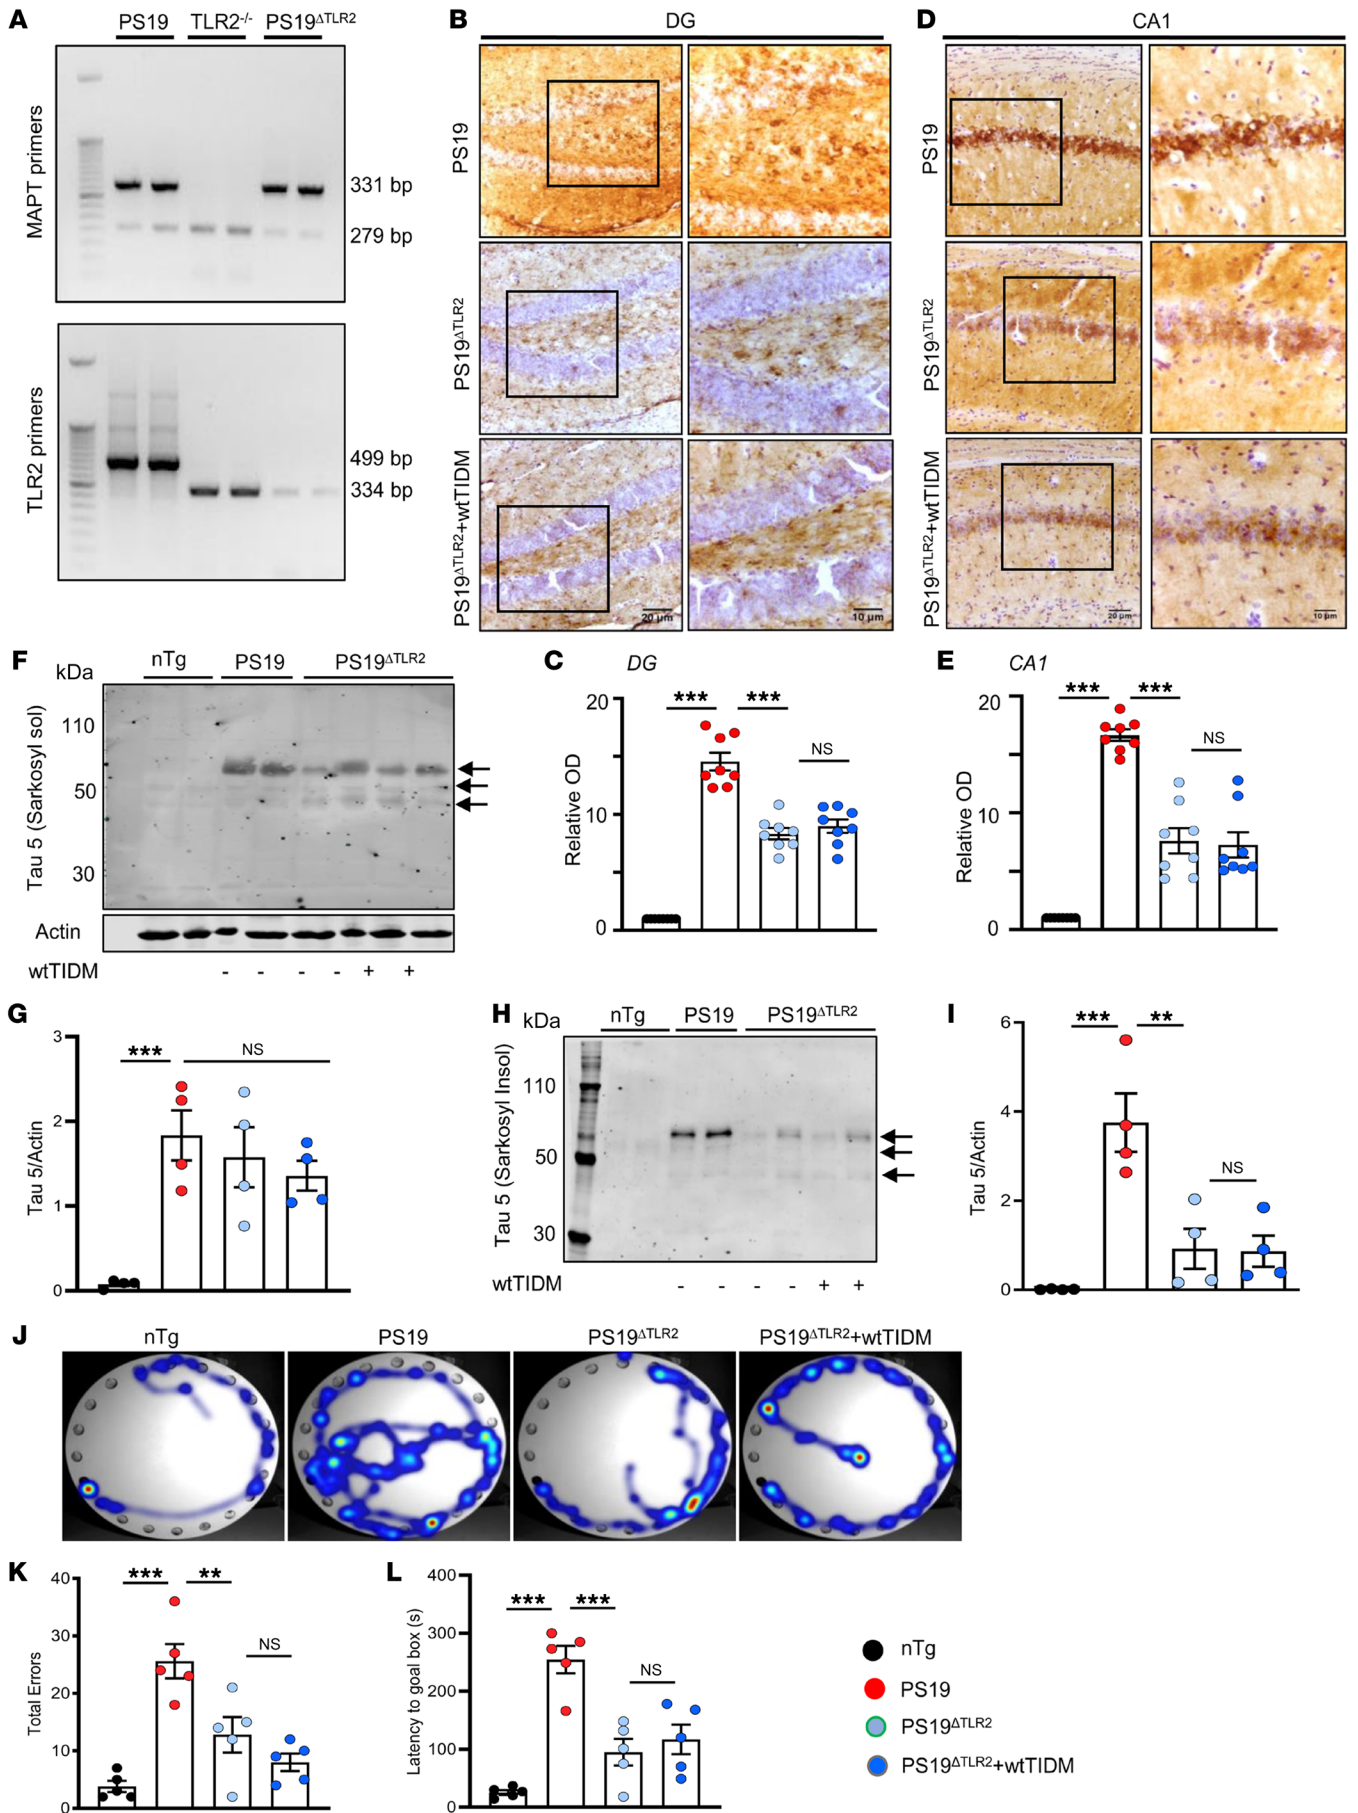 A
PS19 TLR2-/- PS19ΔTLR2
MAPT primers
331 bp
279 bp
TLR2 primers
499 bp
334 bp
B
DG
PS19
PS19ΔTLR2
PS19ΔTLR2+wtTIDM
20 μm
10 μm
D
CA1
PS19
PS19ΔTLR2
PS19ΔTLR2+wtTIDM
20 μm
10 μm
F
kDa
nTg PS19 PS19ΔTLR2
Tau 5 (Sarkosyl sol)
110
50
30
Actin
wtTIDM - - - - + +
C
DG
Relative OD
20
10
0
*** ***
NS
E
CA1
Relative OD
20
10
0
*** ***
NS
G
Tau 5/Actin
3
2
1
0
*** NS
H
kDa
nTg PS19 PS19ΔTLR2
Tau 5 (Sarkosyl Insol)
110
50
30
wtTIDM - - - - + +
I
Tau 5/Actin
6
4
2
0
*** **
NS
J
nTg PS19 PS19ΔTLR2 PS19ΔTLR2+wtTIDM
K
Total Errors
40
30
20
10
0
*** **
NS
L
Latency to goal box (s)
400
300
200
100
0
*** ***
NS
nTg
PS19
PS19ΔTLR2
PS19ΔTLR2+wtTIDM